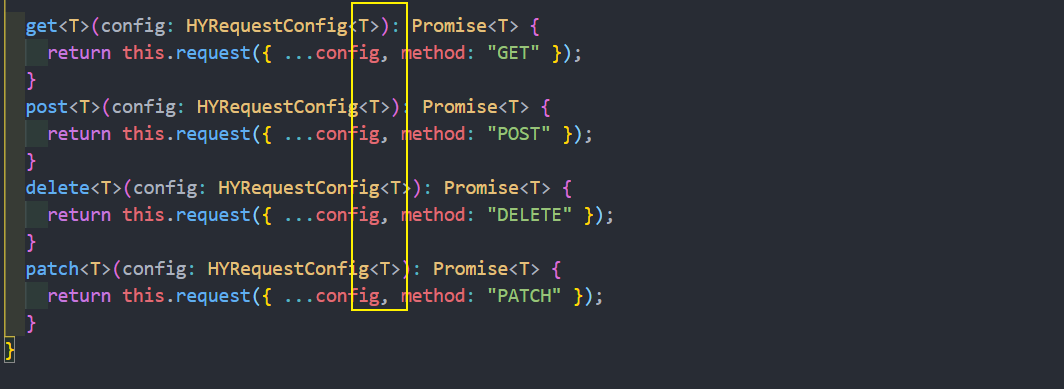 get<T>(config: HYRequestConfig<T>): Promise<T> {
return this.request({ ...config, method: "GET" });
}
post<T>(config: HYRequestConfig<T>): Promise<T> {
return this.request({ ...config, method: "POST" });
}
delete<T>(config: HYRequestConfig<T>): Promise<T> {
return this.request({ ...config, method: "DELETE" });
}
patch<T>(config: HYRequestConfig<T>): Promise<T> {
return this.request({ ...config, method: "PATCH" });
}
}